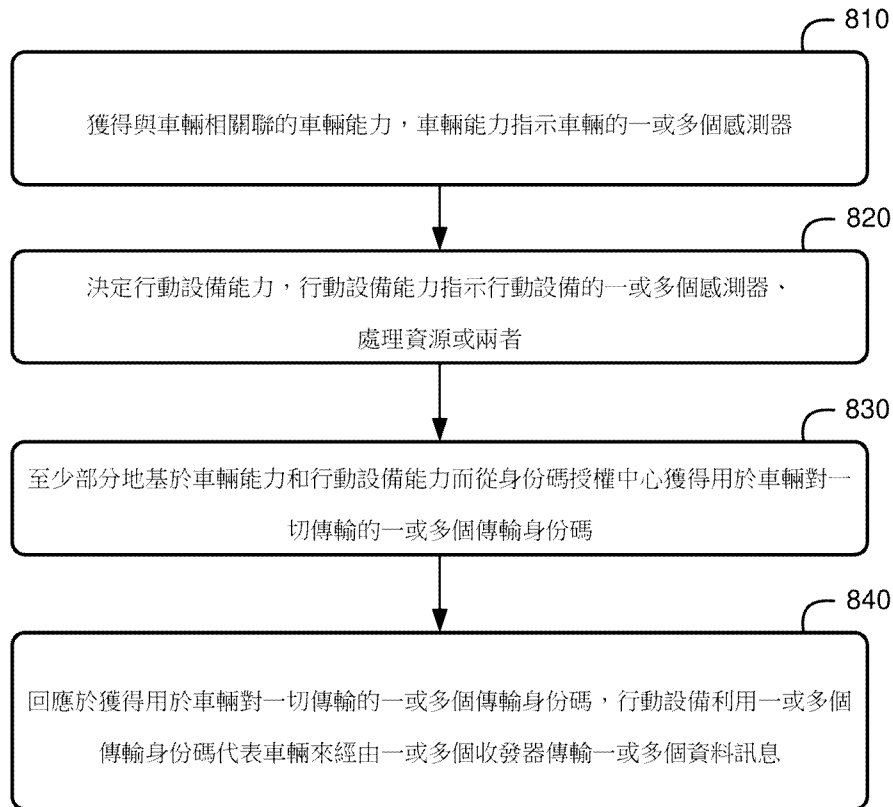 810
獲得與車輛相關聯的車輛能力，車輛能力指示車輛的一或多個感測器
820
決定行動設備能力，行動設備能力指示行動設備的一或多個感測器、
處理資源或兩者
830
至少部分地基於車輛能力和行動設備能力而從身份碼授權中心獲得用於車輛對一
切傳輸的一或多個傳輸身份碼
840
回應於獲得用於車輛對一切傳輸的一或多個傳輸身份碼，行動設備利用一或多個
傳輸身份碼代表車輛來經由一或多個收發器傳輸一或多個資料訊息